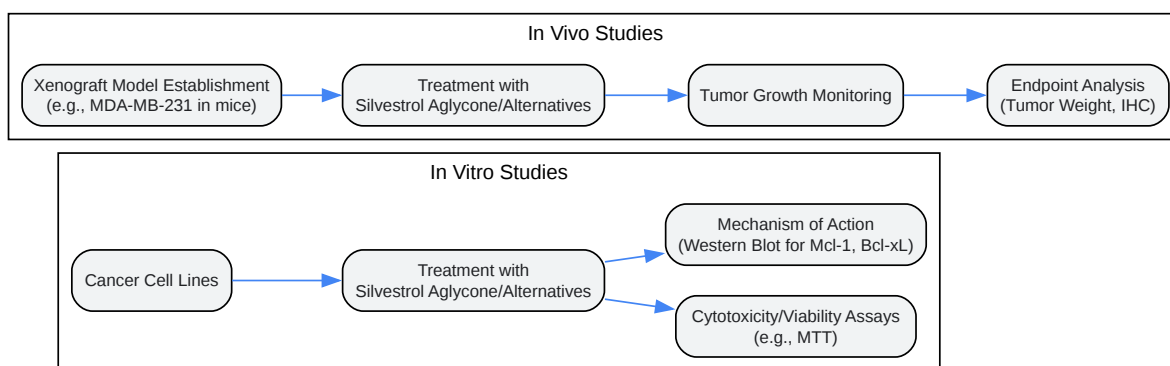 In Vivo Studies
Xenograft Model Establishment
(e.g., MDA-MB-231 in mice)
Treatment with
Silvestrol Aglycone/Alternatives
Tumor Growth Monitoring
Endpoint Analysis
(Tumor Weight, IHC)
In Vitro Studies
Cancer Cell Lines
Treatment with
Silvestrol Aglycone/Alternatives
Mechanism of Action
(Western Blot for Mcl-1, Bcl-xL)
Cytotoxicity/Viability Assays
(e.g., MTT)